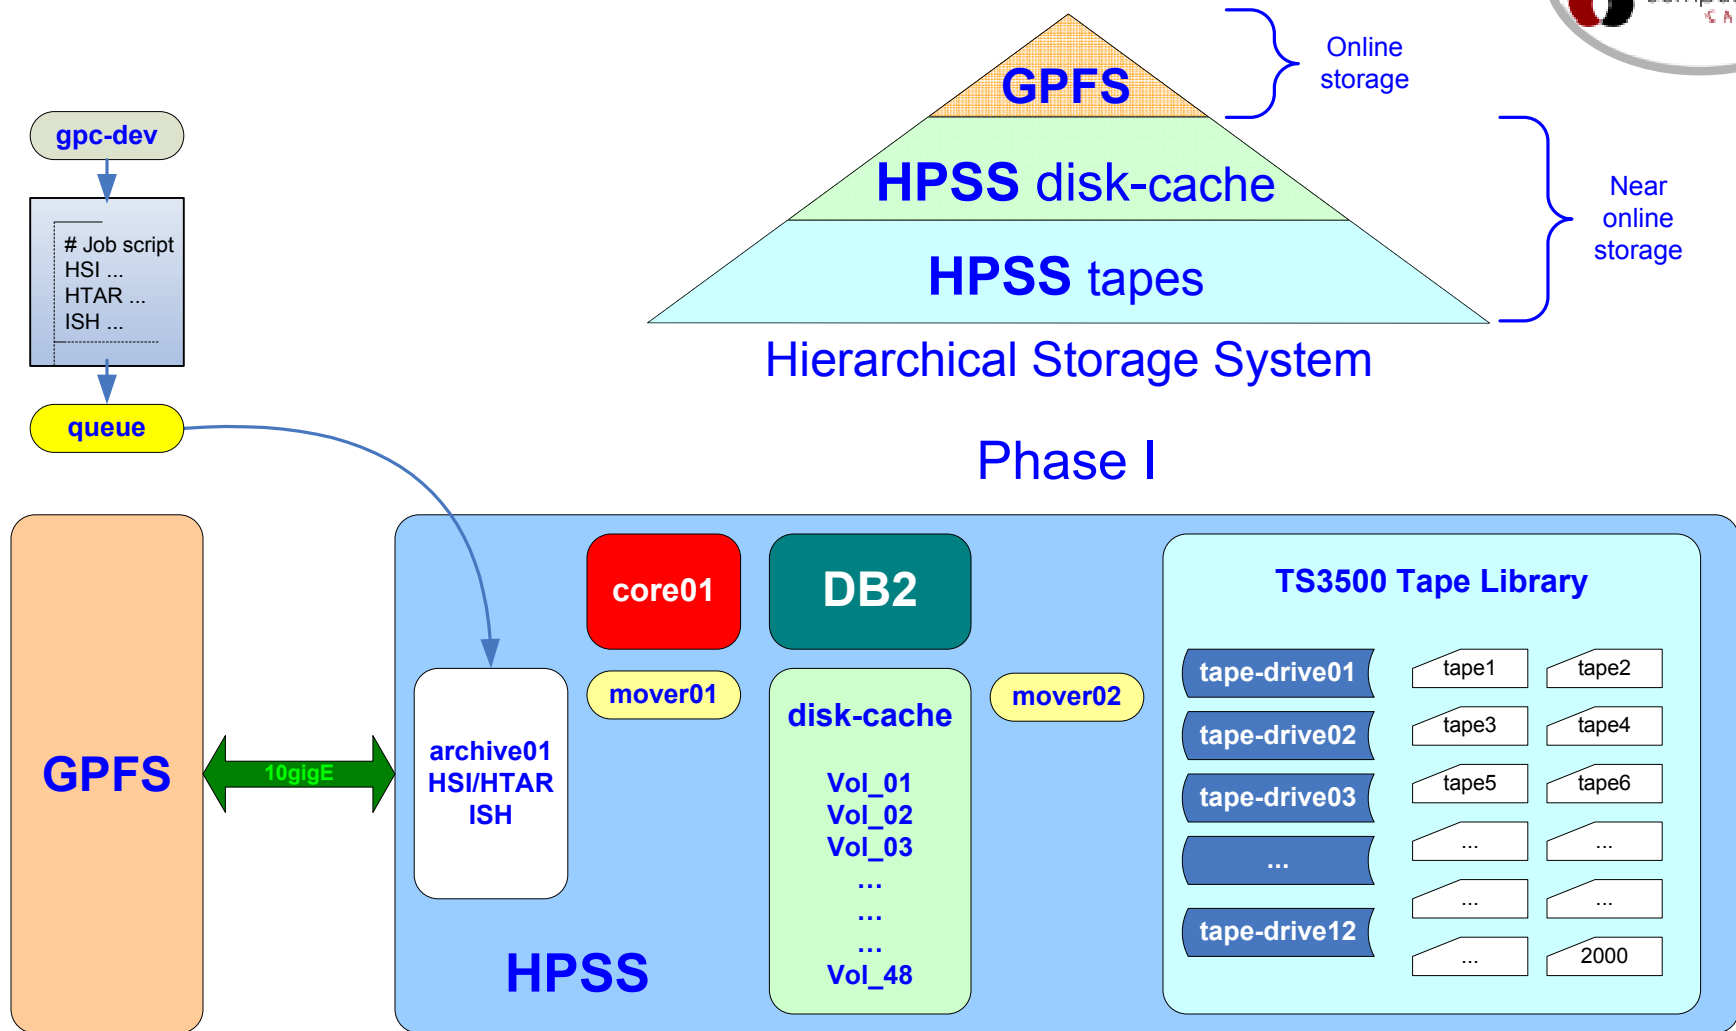 GPFS
Online
storage
HPSS disk-cache
HPSS tapes
Near
online
storage
Hierarchical Storage System
Phase I
gpc-dev
# Job script
HSI ...
HTAR ...
ISH ...
queue
GPFS
10gigE
archive01
HSI/HTAR
ISH
HPSS
core01
mover01
DB2
disk-cache
Vol_01
Vol_02
Vol_03
...
...
...
Vol_48
mover02
TS3500 Tape Library
tape-drive01
tape-drive02
tape-drive03
...
tape-drive12
tape1 tape2
tape3 tape4
tape5 tape6
... ...
... ...
... 2000